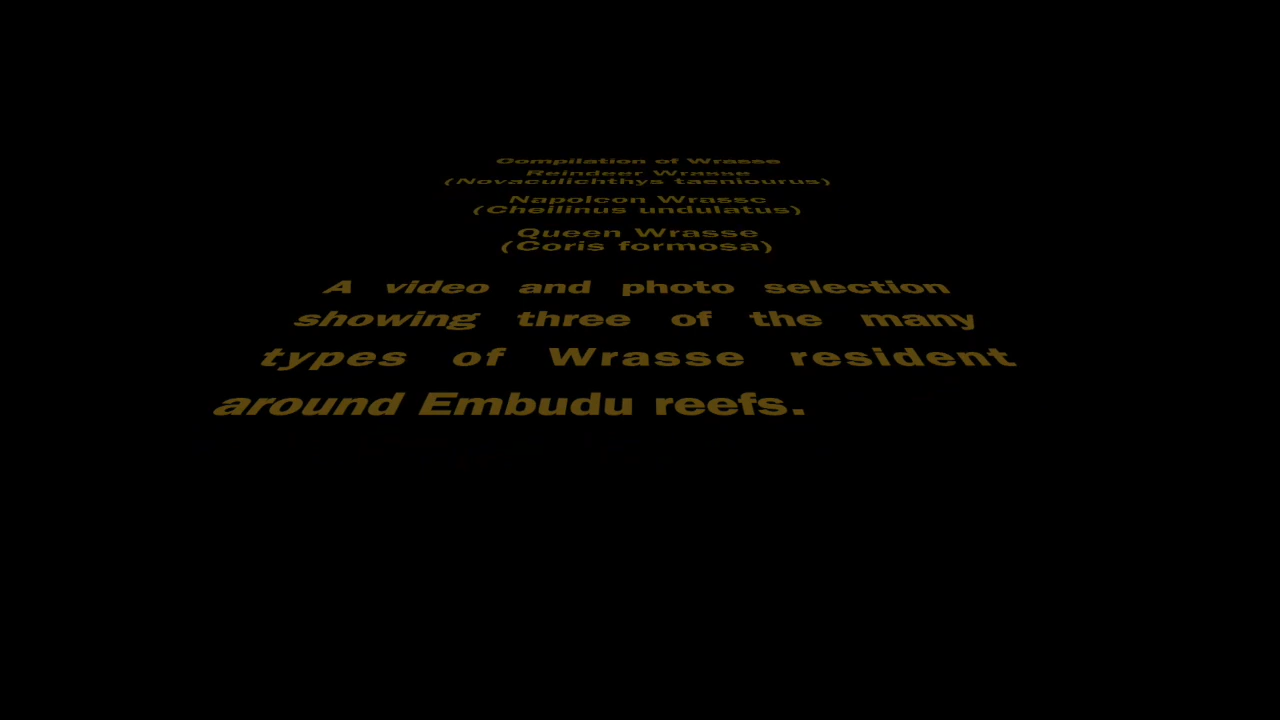 Compilation of Wrasse
Reindeer Wrasse
(Novaculichthys taeniourus)
Napoleon Wrasse
(Cheilinus undulatus)
Queen Wrasse
(Coris formosa)
A video and photo selection
showing three of the many
types of Wrasse resident
around Embudu reefs.